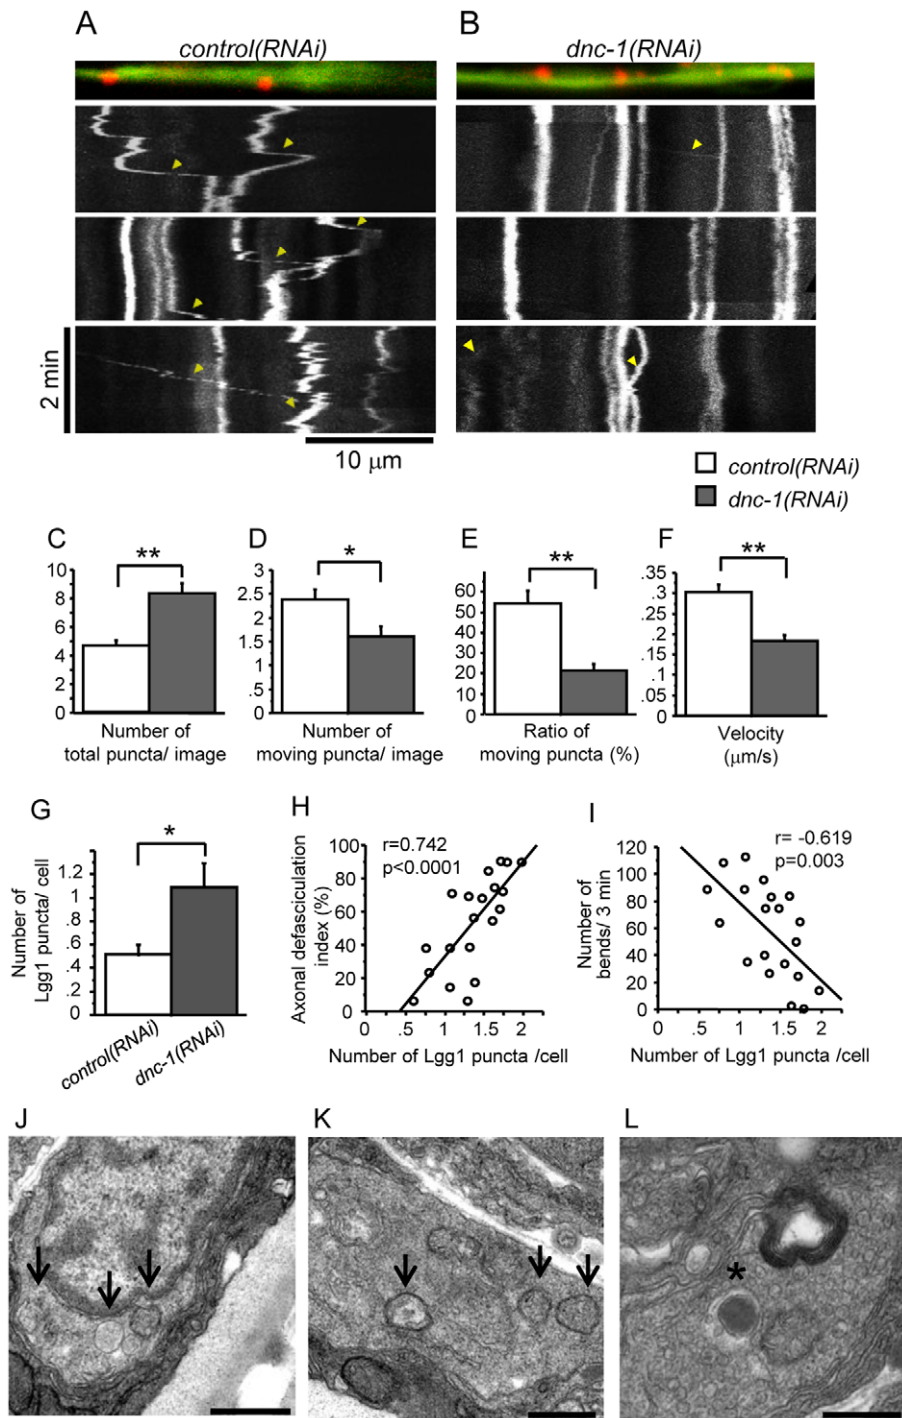 A
control(RNAi)
B
dnc-1(RNAi)
2 min
10 μm
control(RNAi)
dnc-1(RNAi)
C
**
10
8
6
4
2
0
Number of
total puncta/ image
D
*
3
2.5
2
1.5
1
.5
0
Number of
moving puncta/ image
E
**
60
50
40
30
20
10
0
Ratio of
moving puncta (%)
F
**
.35
.3
.25
.2
.15
.1
.05
0
Velocity
(μm/s)
G
*
Number of
Lgg1 puncta/ cell
1.2
1
.8
.6
.4
.2
0
control(RNAi)
dnc-1(RNAi)
H
r=0.742
p<0.0001
Axonal defasciculation
index (%)
100
80
60
40
20
0
0 .5 1 1.5 2
Number of Lgg1 puncta /cell
I
r= -0.619
p=0.003
Number of
bends/ 3 min
120
100
80
60
40
20
0
0 .5 1 1.5 2
Number of Lgg1 puncta /cell
J
K
L
*